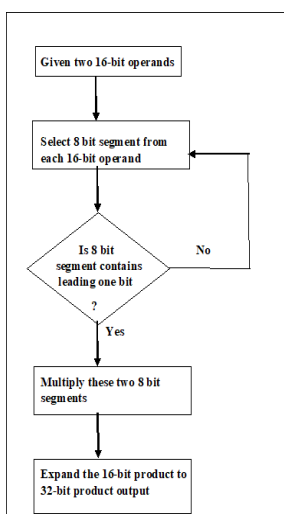 Given two 16-bit operands
Select 8 bit segment from
each 16-bit operand
Is 8 bit
segment contains
leading one bit
?
No
Yes
Multiply these two 8 bit
segments
Expand the 16-bit product to
32-bit product output